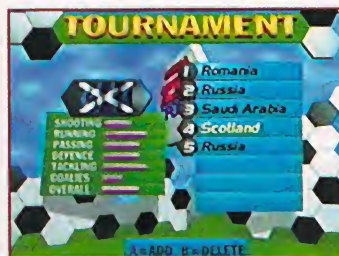 TOURNAMENT
1 Romania
2 Russia
3 Saudi Arabia
4 Scotland
5 Russia
SHOOTING
RUNNING
PASSING
DEFENCE
TACKLING
GOALIES
OVERALL
A=ADD B=DELETE